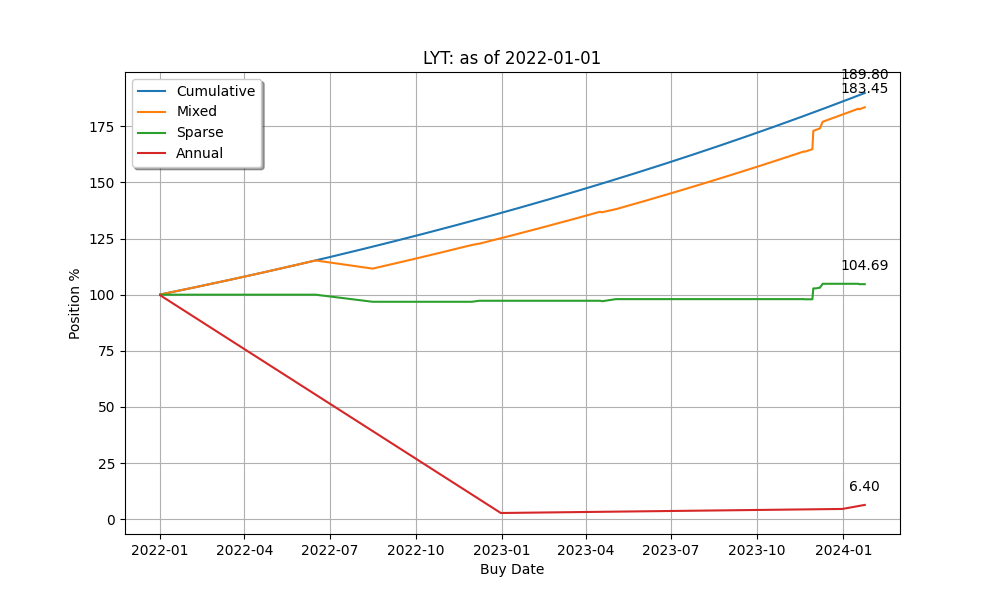 LYT: as of 2022-01-01
189.80
183.45
Cumulative
Mixed
Sparse
Annual
104.69
6.40
175
150
125
100
75
50
25
0
Position %
2022-01 2022-04 2022-07 2022-10 2023-01 2023-04 2023-07 2023-10 2024-01
Buy Date